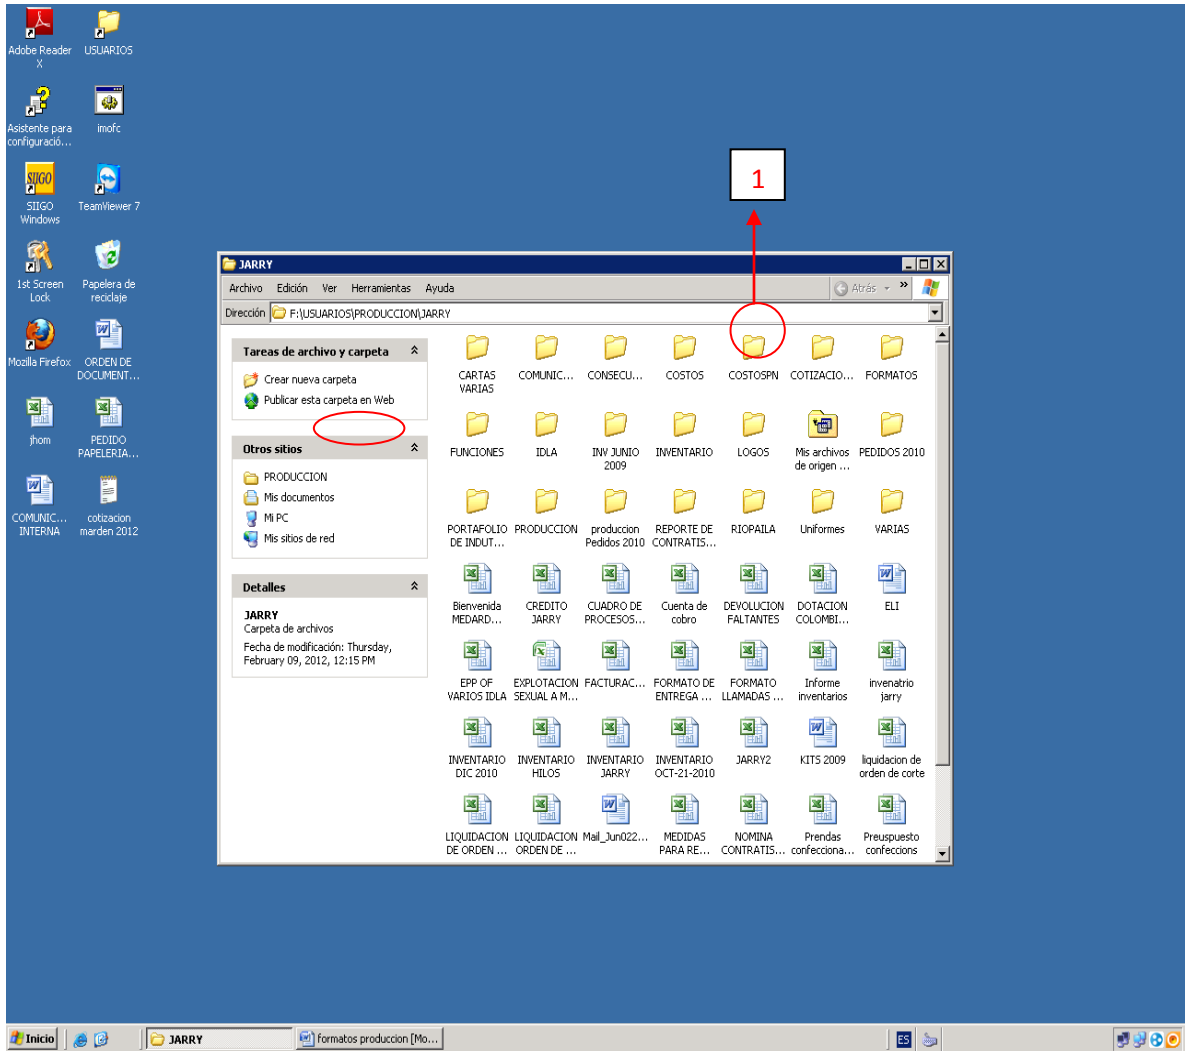 Adobe Reader
X
USUARIOS
Asistente para
configuració...
imofc
SIIGO
SIIGO
Windows
TeamViewer 7
1st Screen
Lock
Papelera de
reciclaje
Mozilla Firefox
ORDEN DE
DOCUMENT...
jhom
PEDIDO
PAPELERIA...
COMUNIC...
INTERNA
cotizacion
marden 2012
1
JARRY
Archivo Edición Ver Herramientas Ayuda
Atrás
Dirección F:\USUARIOS\PRODUCCION\JARRY
Tareas de archivo y carpeta
Crear nueva carpeta
Publicar esta carpeta en Web
Otros sitios
PRODUCCION
Mis documentos
Mi PC
Mis sitios de red
Detalles
JARRY
Carpeta de archivos
Fecha de modificación: Thursday,
February 09, 2012, 12:15 PM
CARTAS
VARIAS
COMUNIC...
CONSECU...
COSTOS
COSTOSPN
COTIZACIO...
FORMATOS
FUNCIONES
IDLA
INV JUNIO
2009
INVENTARIO
LOGOS
Mis archivos
de origen ...
PEDIDOS 2010
PORTAFOLIO
DE INDUT...
PRODUCCION
produccion
Pedidos 2010
REPORTE DE
CONTRATIS...
RIOPAILA
Uniformes
VARIAS
Bienvenida
MEDARD...
CREDITO
JARRY
CUADRO DE
PROCESOS...
Cuenta de
cobro
DEVOLUCION
FALTANTES
DOTACION
COLOMBI...
ELI
EPP OF
VARIOS IDLA
EXPLOTACION
SEXUAL A M...
FACTURAC...
FORMATO DE
ENTREGA ...
FORMATO
LLAMADAS ...
Informe
inventarios
invenatrio
jarry
INVENTARIO
DIC 2010
INVENTARIO
HILOS
INVENTARIO
JARRY
INVENTARIO
OCT-21-2010
JARRY2
KITS 2009
liquidacion de
orden de corte
LIQUIDACION
DE ORDEN ...
LIQUIDACION
ORDEN DE ...
Mail_Jun022...
MEDIDAS
PARA RE...
NOMINA
CONTRATIS...
Prendas
confecciona...
Preuspuesto
confeccions
Inicio
JARRY
formatos produccion [Mo...
ES